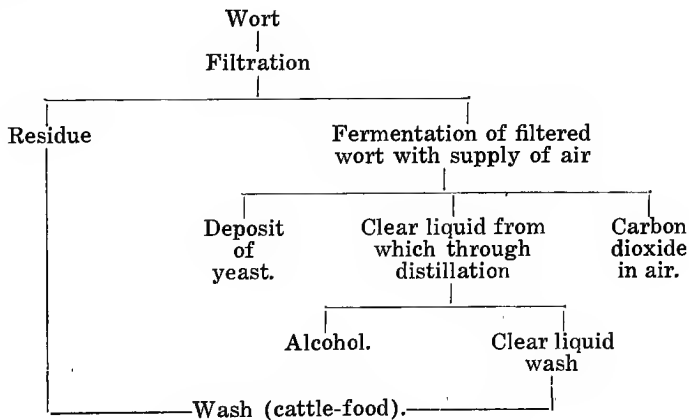 Wort
Filtration
Residue
Fermentation of filtered
wort with supply of air
Deposit
of
yeast.
Clear liquid from
which through
distillation
Carbon
dioxide
in air.
Alcohol.
Clear liquid
wash
Wash (cattle-food).